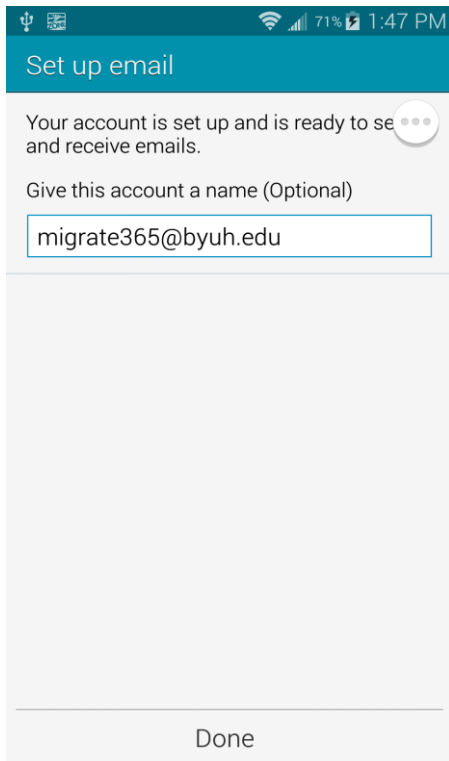 71% 1:47 PM
Set up email
Your account is set up and is ready to se
and receive emails.
Give this account a name (Optional)
migrate365@byuh.edu
Done